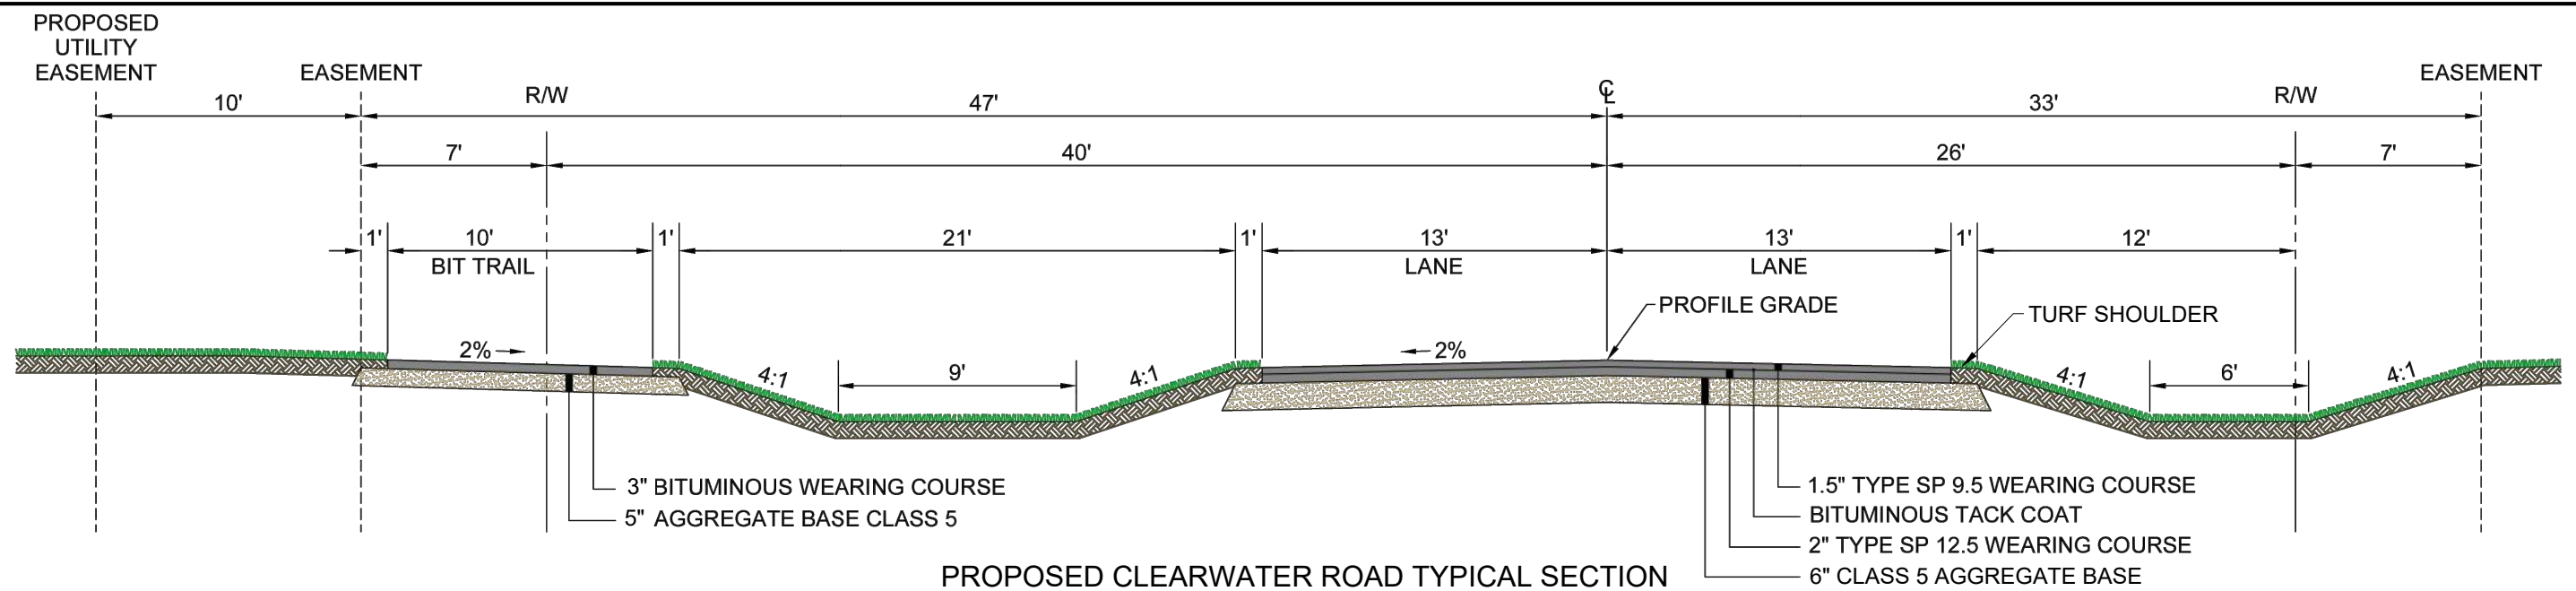 PROPOSED
UTILITY
EASEMENT
EASEMENT
R/W
℄
R/W
EASEMENT
10'
47'
33'
7'
40'
26'
7'
1'
10'
1'
21'
1'
13'
13'
1'
12'
BIT TRAIL
LANE
LANE
PROFILE GRADE
TURF SHOULDER
2%
2%
4:1
9'
4:1
4:1
6'
4:1
3" BITUMINOUS WEARING COURSE
5" AGGREGATE BASE CLASS 5
1.5" TYPE SP 9.5 WEARING COURSE
BITUMINOUS TACK COAT
2" TYPE SP 12.5 WEARING COURSE
6" CLASS 5 AGGREGATE BASE
PROPOSED CLEARWATER ROAD TYPICAL SECTION